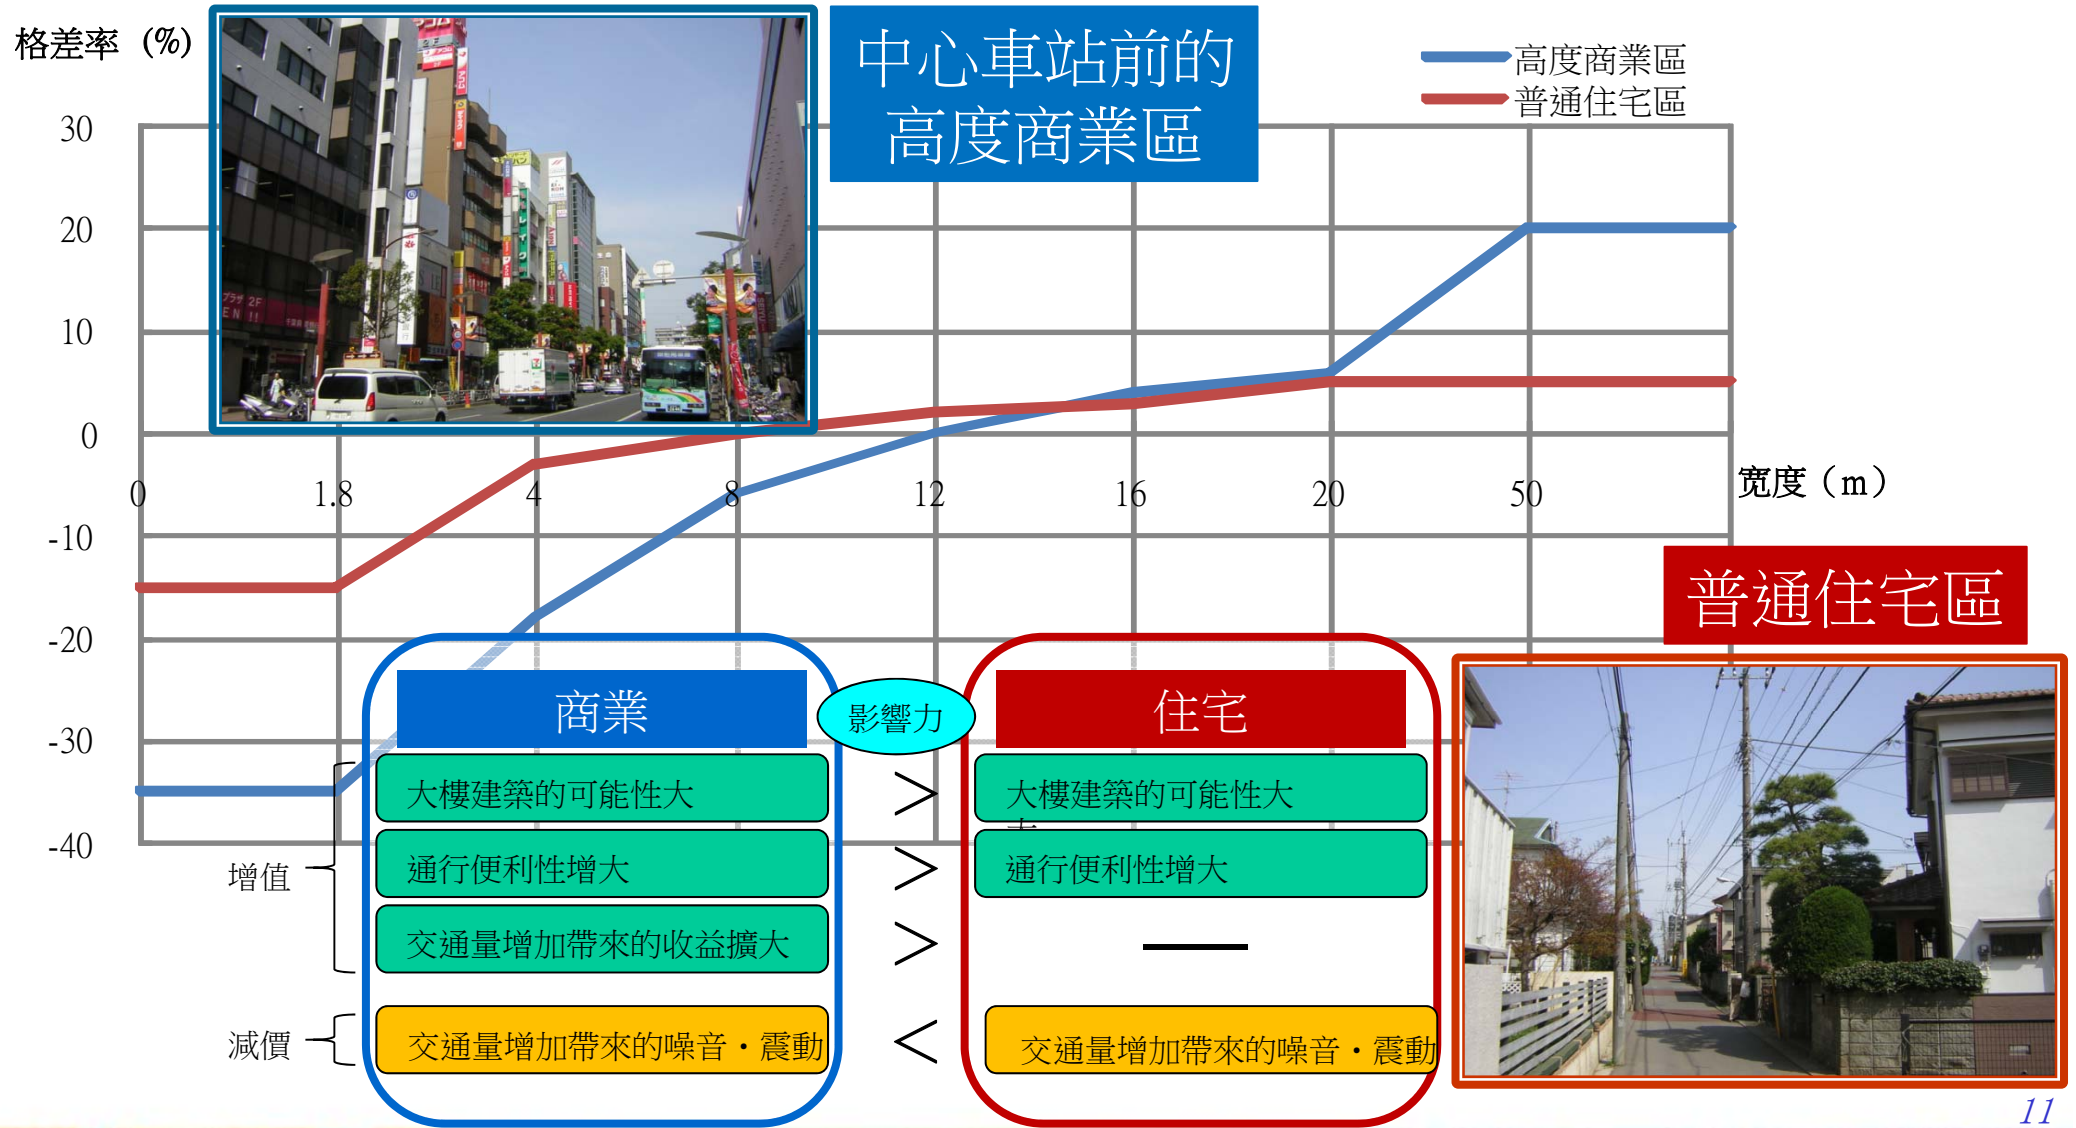 格差率 (%)
中心車站前的
高度商業區
高度商業區
普通住宅區
30
20
10
0
0
1.8
4
8
12
16
20
50
宽度（m）
-10
-20
-30
-40
普通住宅區
商業
影響力
住宅
大樓建築的可能性大
>
大樓建築的可能性大
增值
通行便利性增大
>
通行便利性增大
交通量增加帶來的收益擴大
>
減價
交通量增加帶來的噪音・震動
<
交通量增加帶來的噪音・震動
11